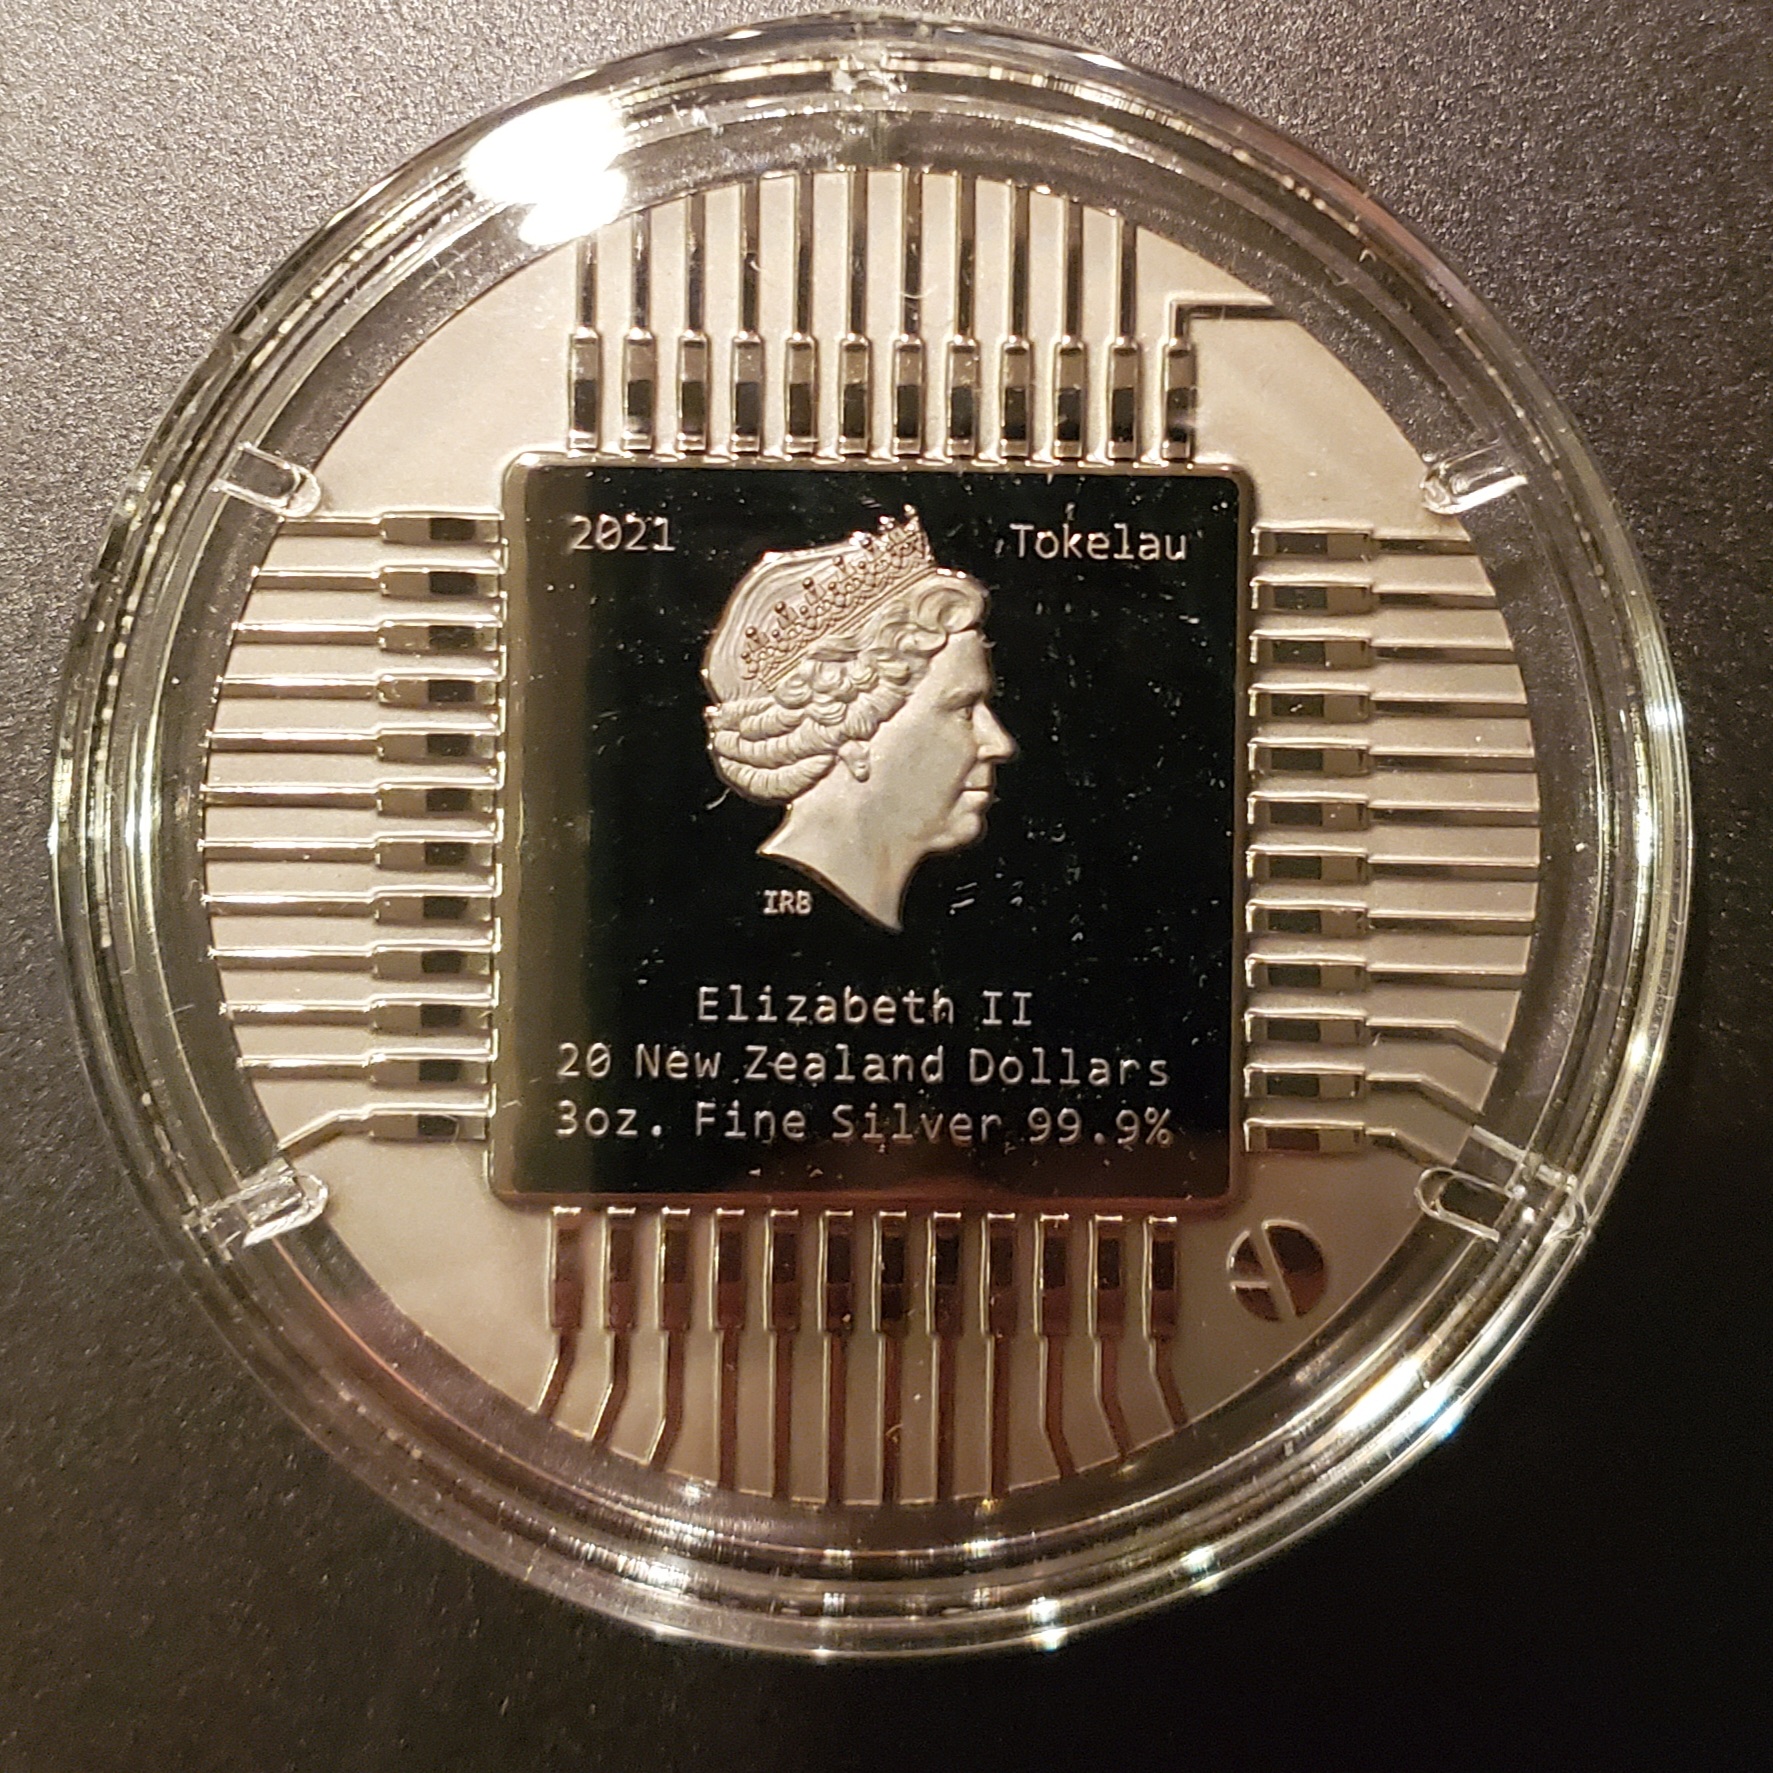 2021 Tokelau
IRB
Elizabeth II
20 New Zealand Dollars
3oz. Fine Silver 99.9%